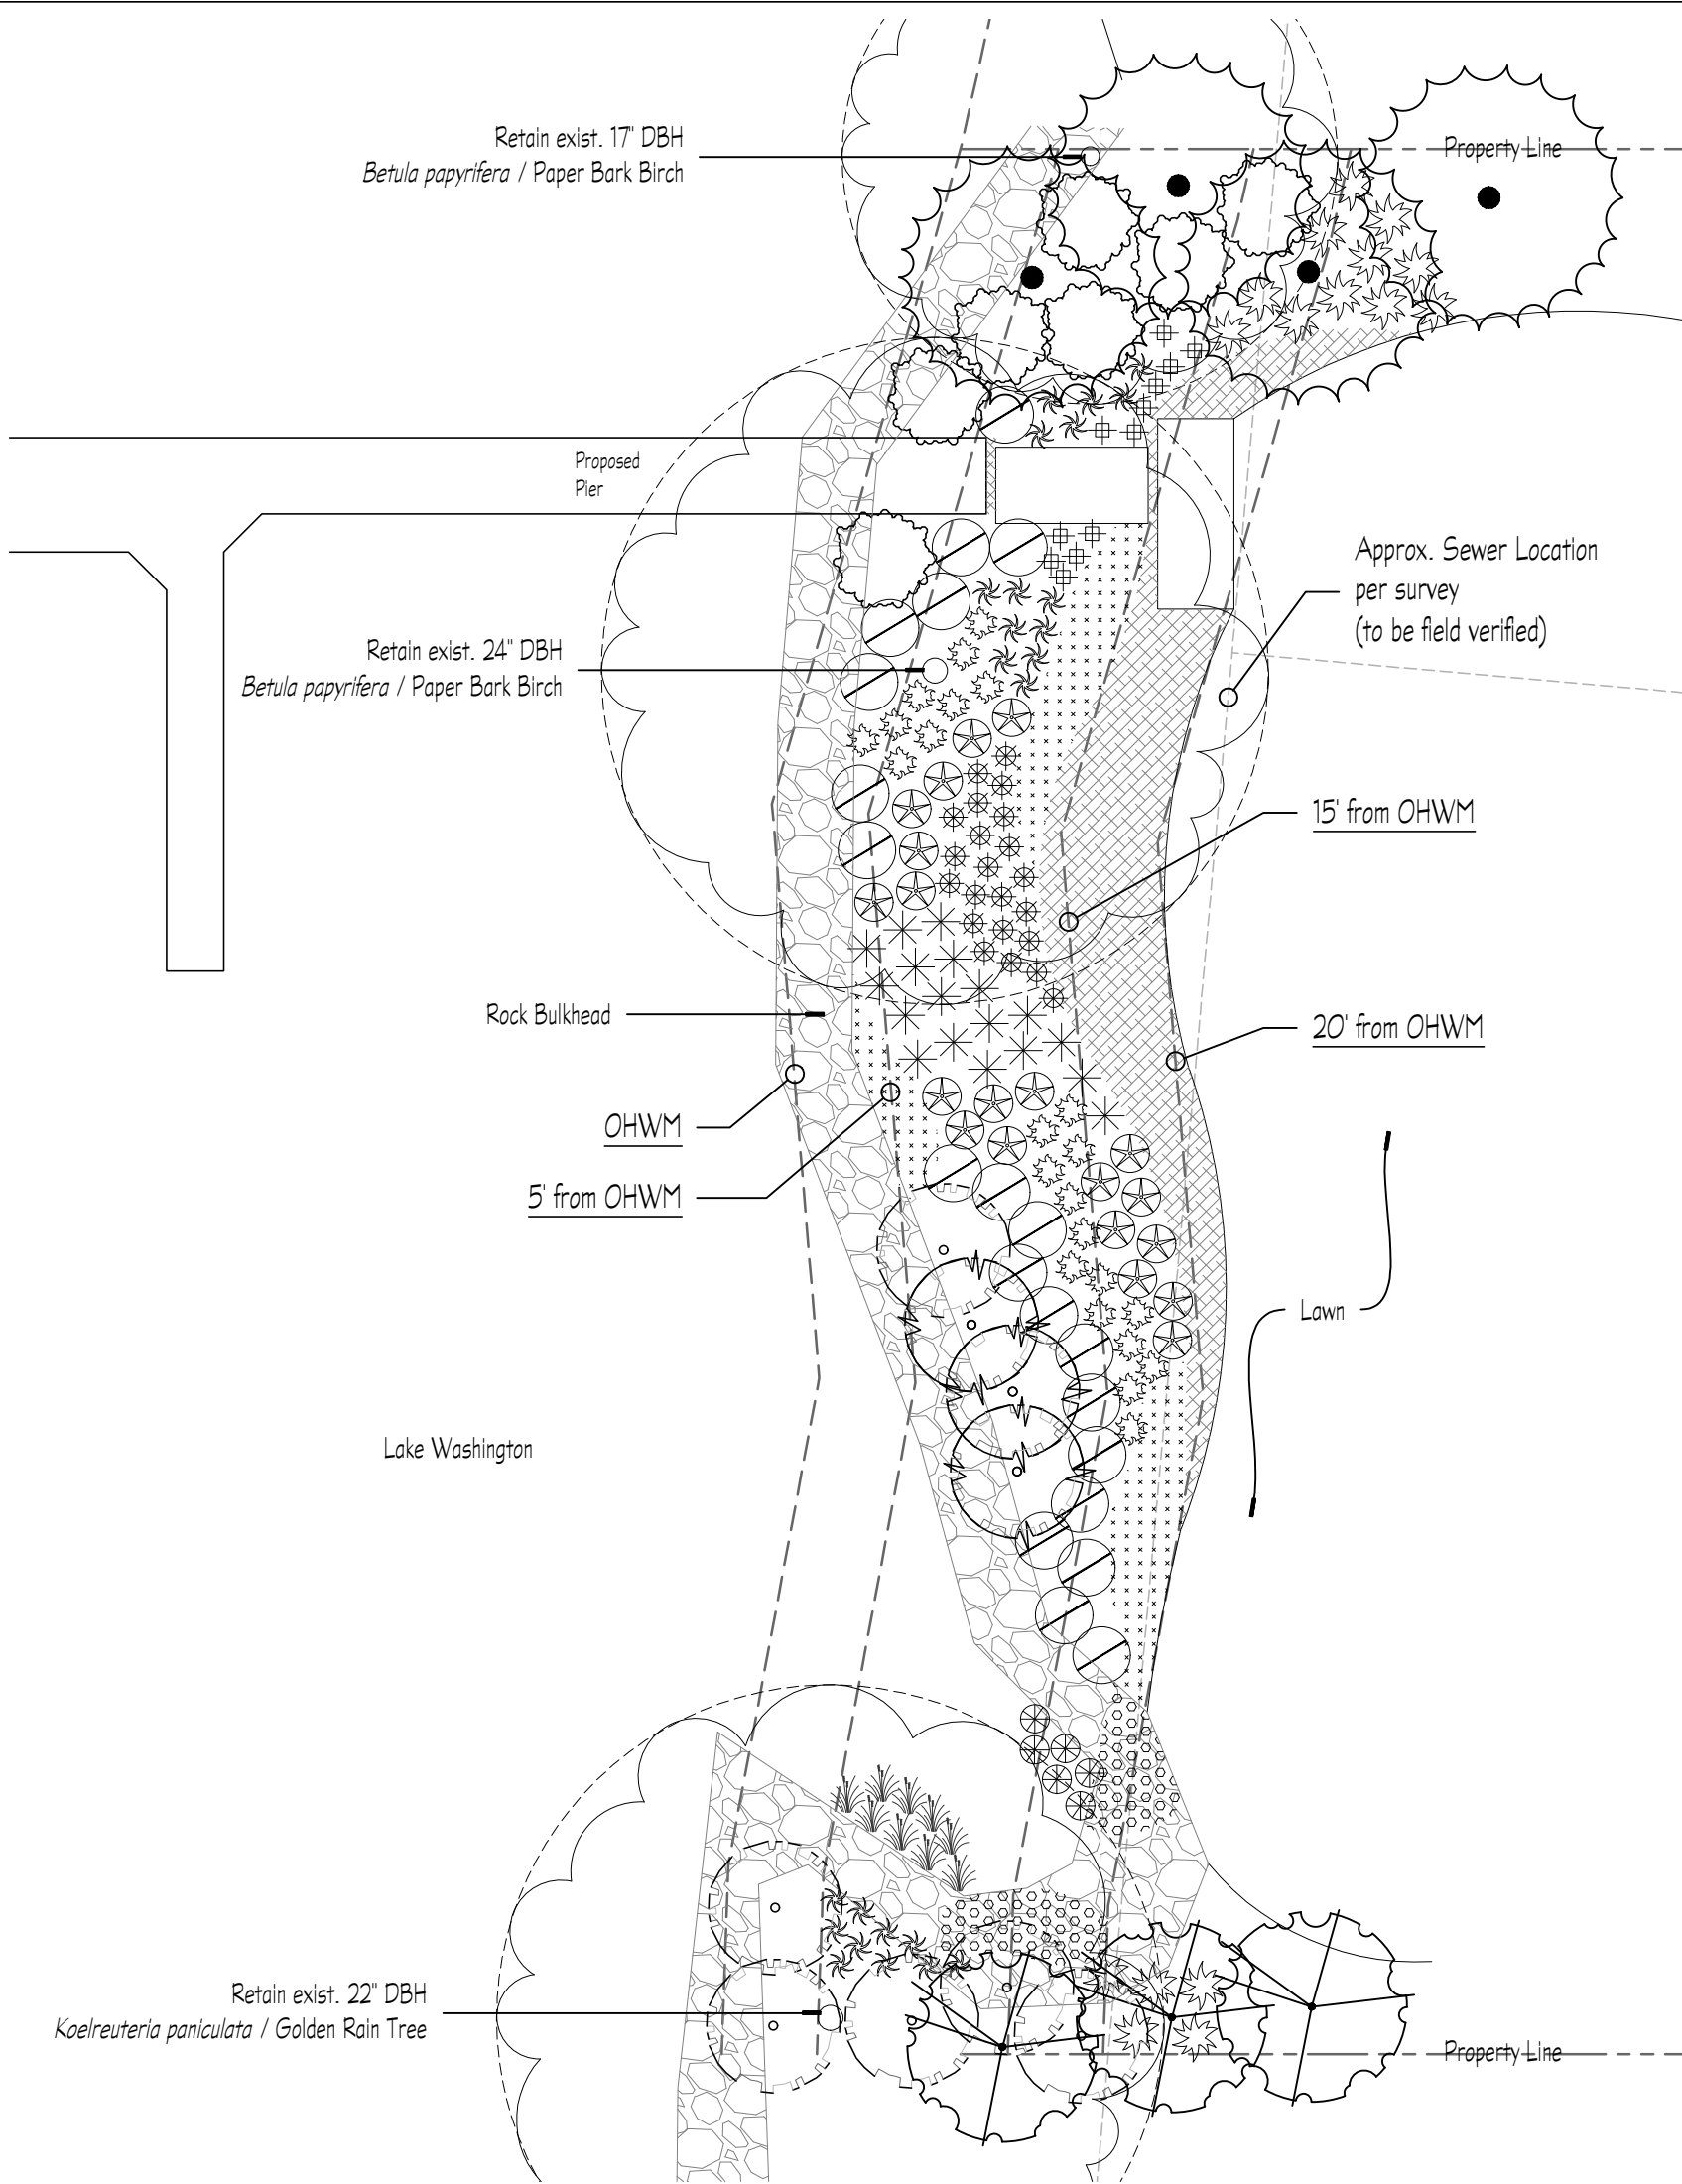 Retain exist. 17" DBH
Betula papyrifera / Paper Bark Birch
Property Line
Proposed
Pier
Approx. Sewer Location
per survey
(to be field verified)
Retain exist. 24" DBH
Betula papyrifera / Paper Bark Birch
15' from OHWM
Rock Bulkhead
20' from OHWM
OHWM
5' from OHWM
Lawn
Lake Washington
Retain exist. 22" DBH
Koelreuteria paniculata / Golden Rain Tree
Property Line